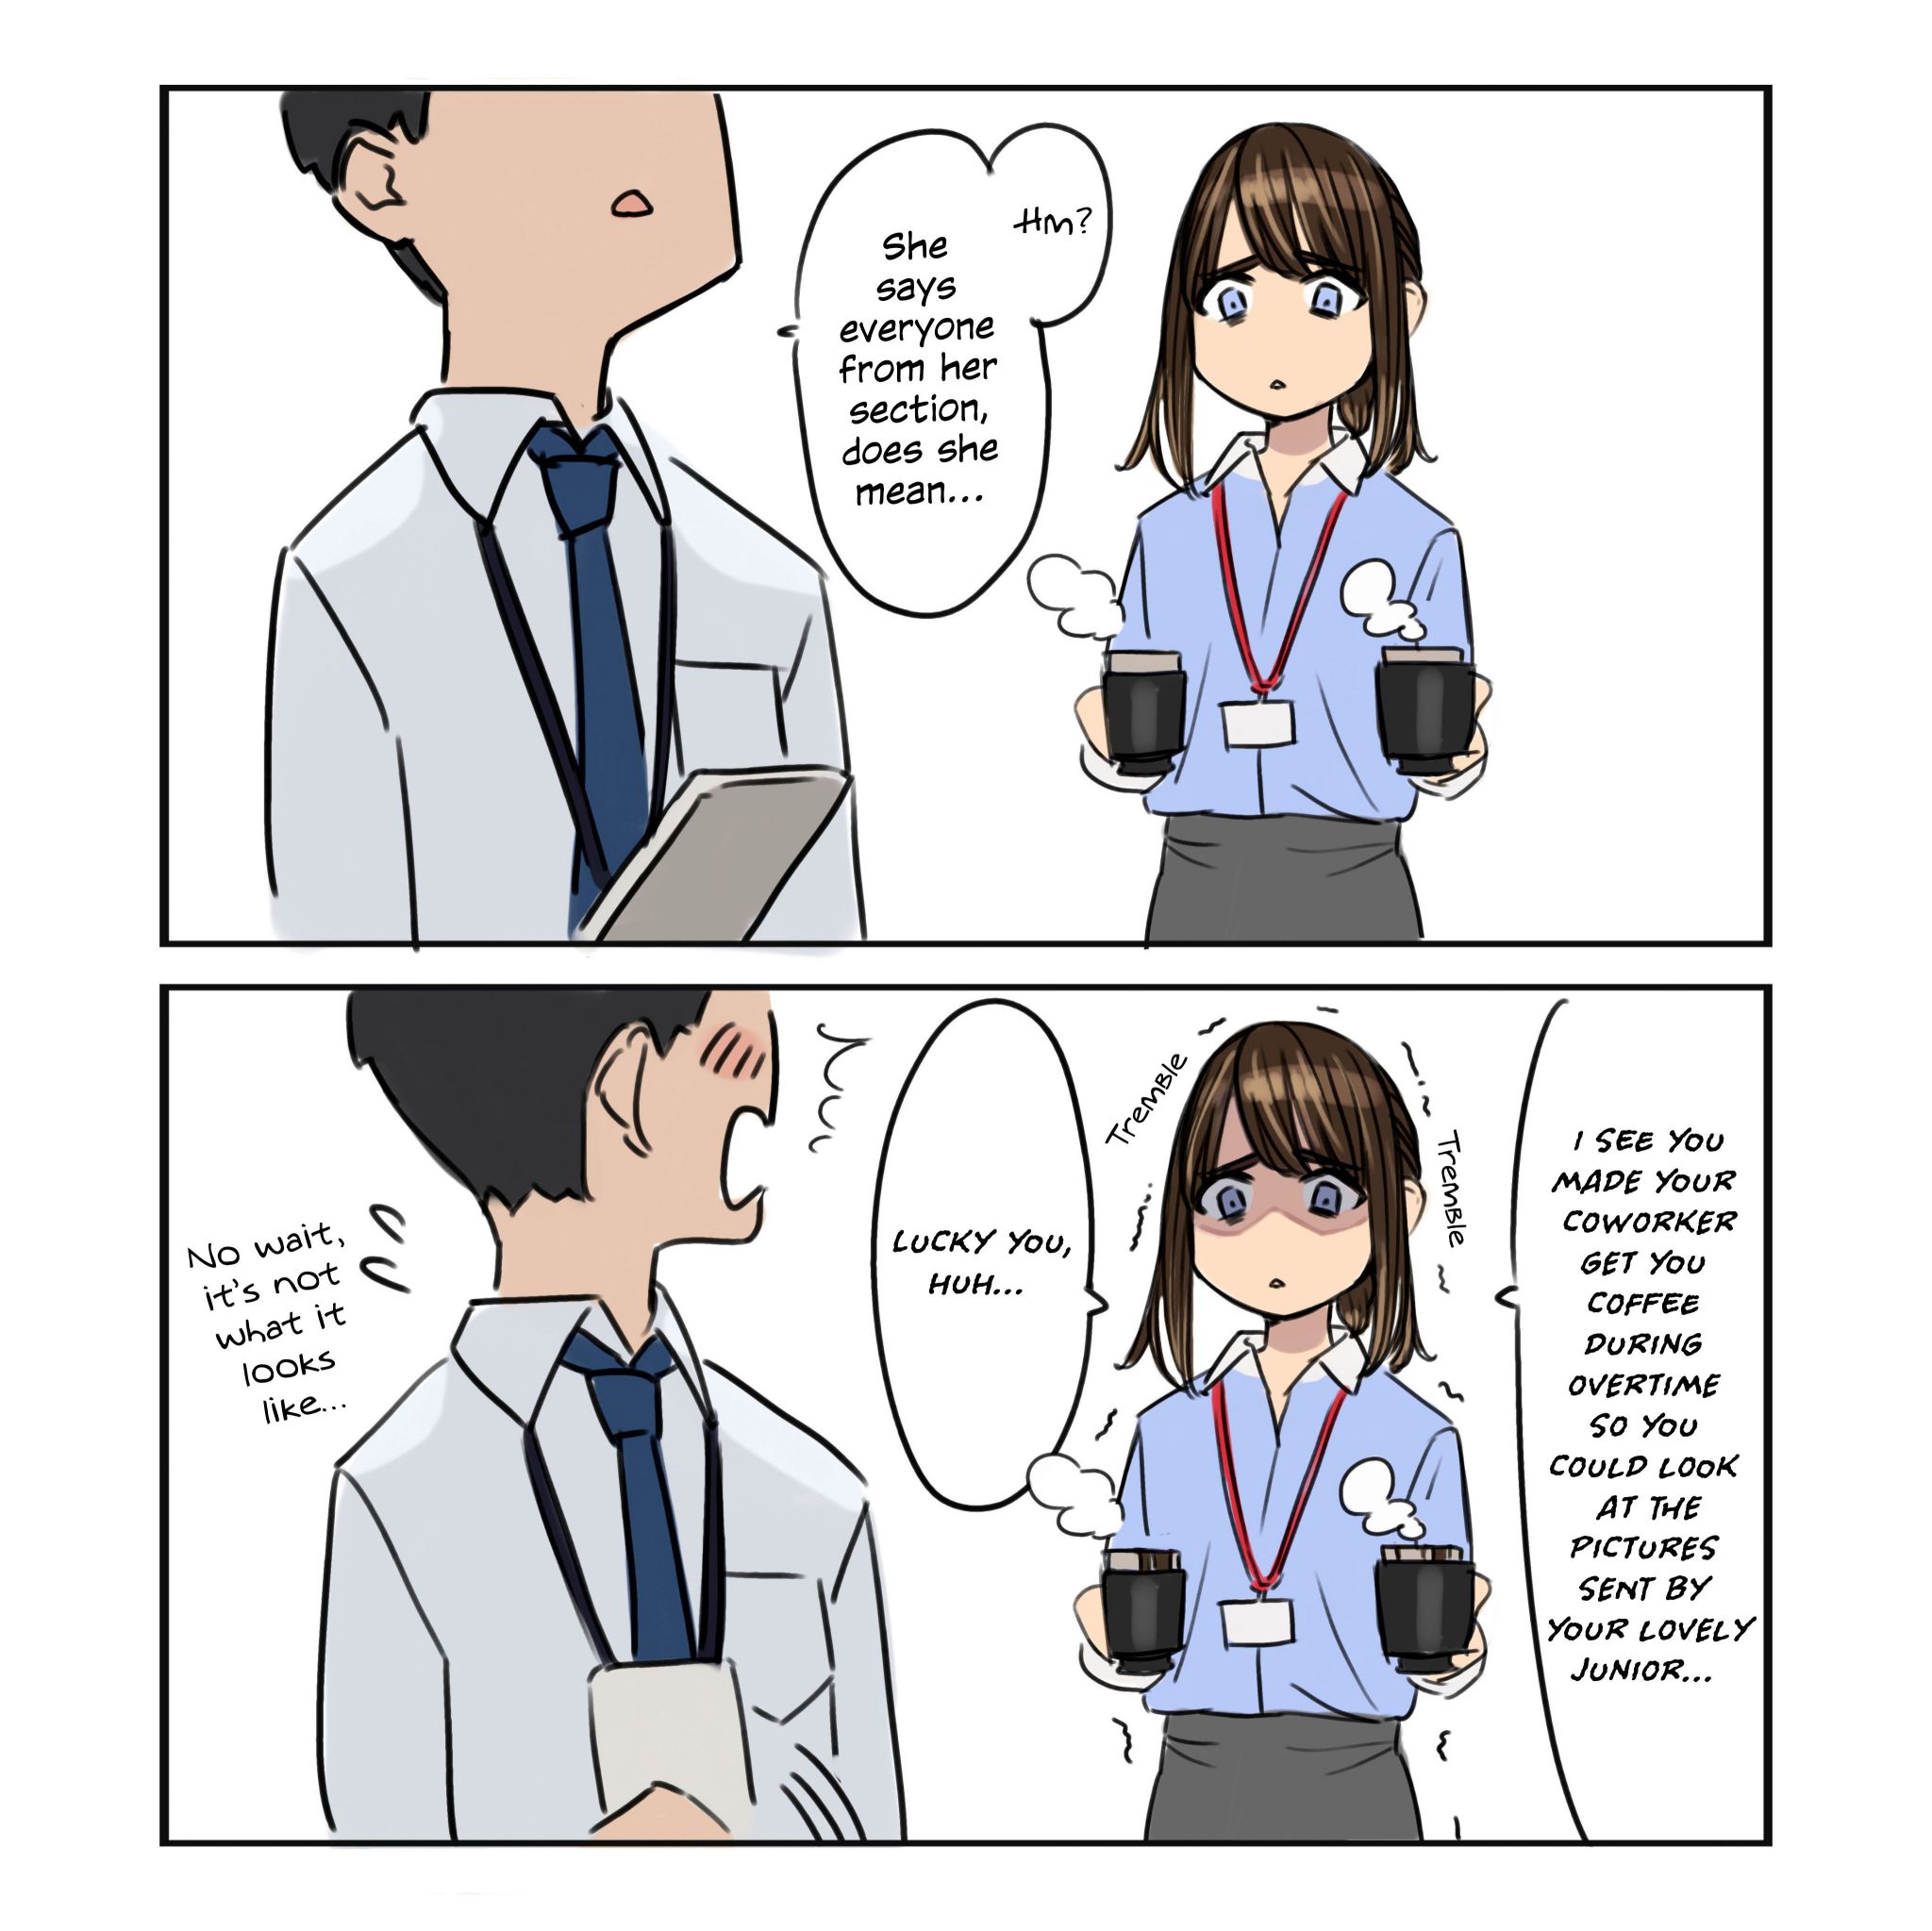 Hm?
She
says
everyone
from her
section,
does she
mean...
I SEE YOU
MADE YOUR
COWORKER
GET YOU
COFFEE
DURING
OVERTIME
SO YOU
COULD LOOK
AT THE
PICTURES
SENT BY
YOUR LOVELY
JUNIOR...
Tremble
Tremble
LUCKY YOU,
HUH...
No wait,
it's not
what it
looks
like...